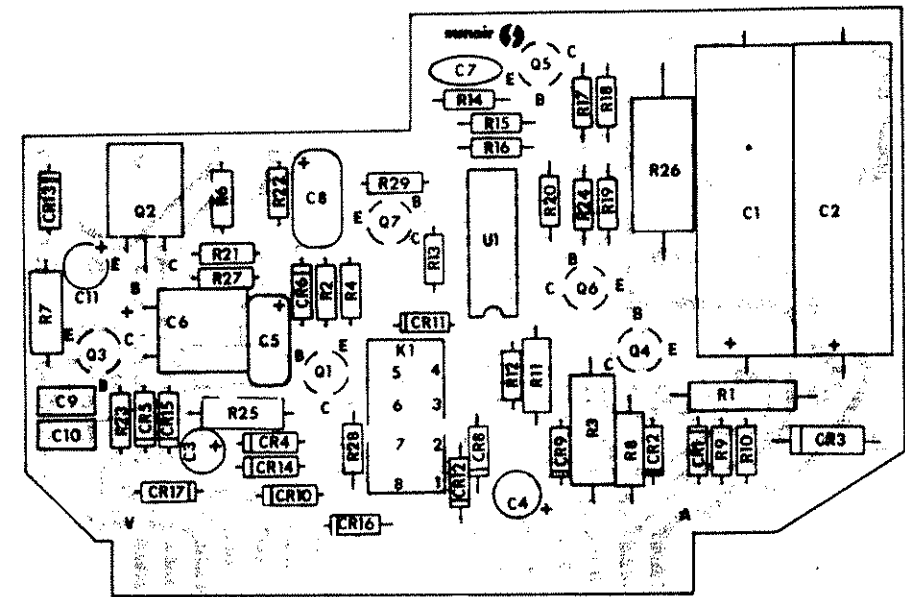 sunair
C7
E
Q5
C
B
R14
R15
R16
R17
R18
R26
C1
C2
CR13
Q2
R6
R22
+
C8
R29
B
E
Q7
C
R13
U1
R20
R24
R19
B
C
Q6
E
+
C11
E
B
C
R21
R27
CR6
R2
R4
R7
+
C6
+
C5
CR11
E
Q3
C
B
B
E
Q1
C
K1
5
4
6
3
7
2
8
1
R12
R11
B
Q4
E
C
+
+
R1
C9
C10
R23
CR5
CR15
R25
C3
+
CR4
CR14
R28
CR12
CR8
CR9
R3
R8
CR2
CR1
R9
R10
CR3
CR17
CR10
C4
+
CR16
V
A